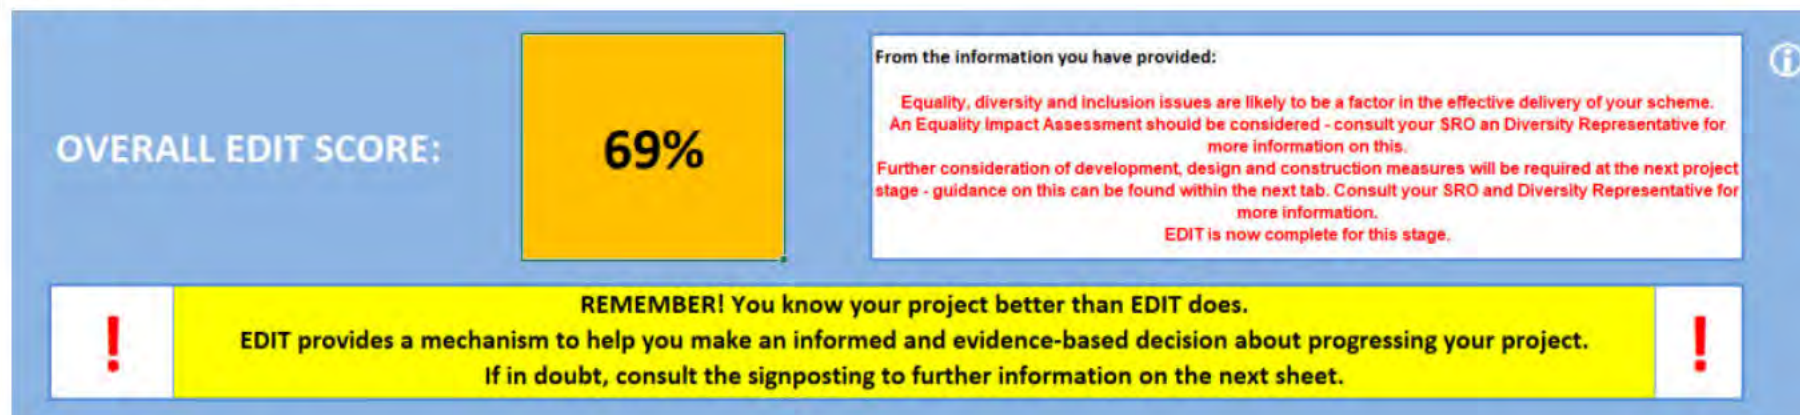 OVERALL EDIT SCORE:
69%
From the information you have provided:
Equality, diversity and inclusion issues are likely to be a factor in the effective delivery of your scheme.
An Equality Impact Assessment should be considered - consult your SRO an Diversity Representative for
more information on this.
Further consideration of development, design and construction measures will be required at the next project
stage - guidance on this can be found within the next tab. Consult your SRO and Diversity Representative for
more information.
EDIT is now complete for this stage.
! REMEMBER! You know your project better than EDIT does. !
EDIT provides a mechanism to help you make an informed and evidence-based decision about progressing your project.
If in doubt, consult the signposting to further information on the next sheet.